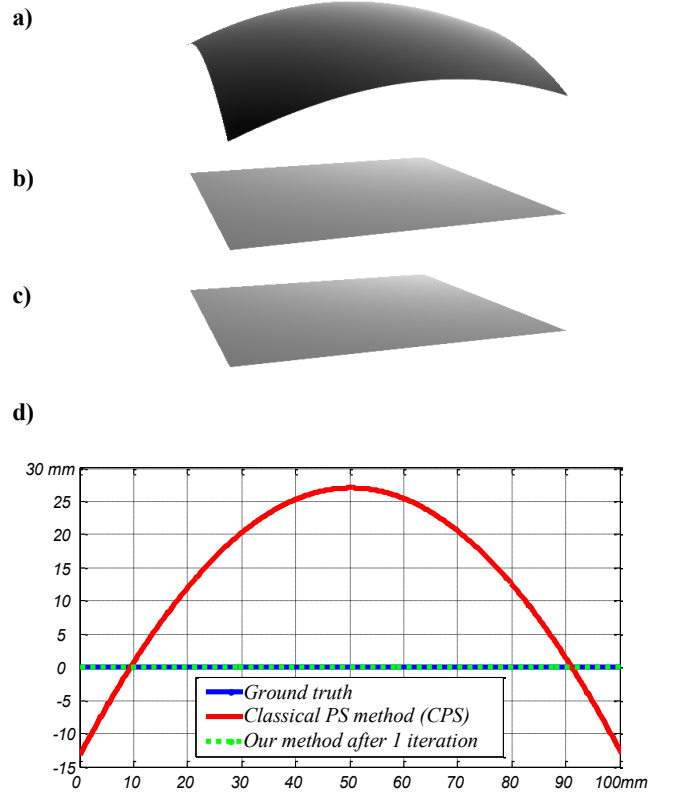 a)
b)
c)
d)
30 mm
25
20
15
10
5
0
-5
-10
-15
Ground truth
Classical PS method (CPS)
Our method after 1 iteration
0 10 20 30 40 50 60 70 80 90 100mm